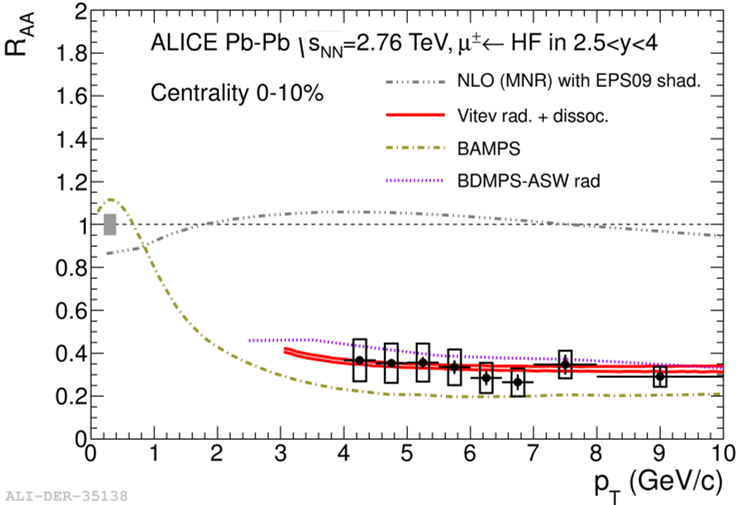 R_AA
ALICE Pb-Pb √s_NN=2.76 TeV, μ±← HF in 2.5<y<4
Centrality 0-10%
NLO (MNR) with EPS09 shad.
Vitev rad. + dissoc.
BAMPS
BDMPS-ASW rad
2
1.8
1.6
1.4
1.2
1
0.8
0.6
0.4
0.2
0
0 1 2 3 4 5 6 7 8 9 10
p_T (GeV/c)
ALI-DER-35138